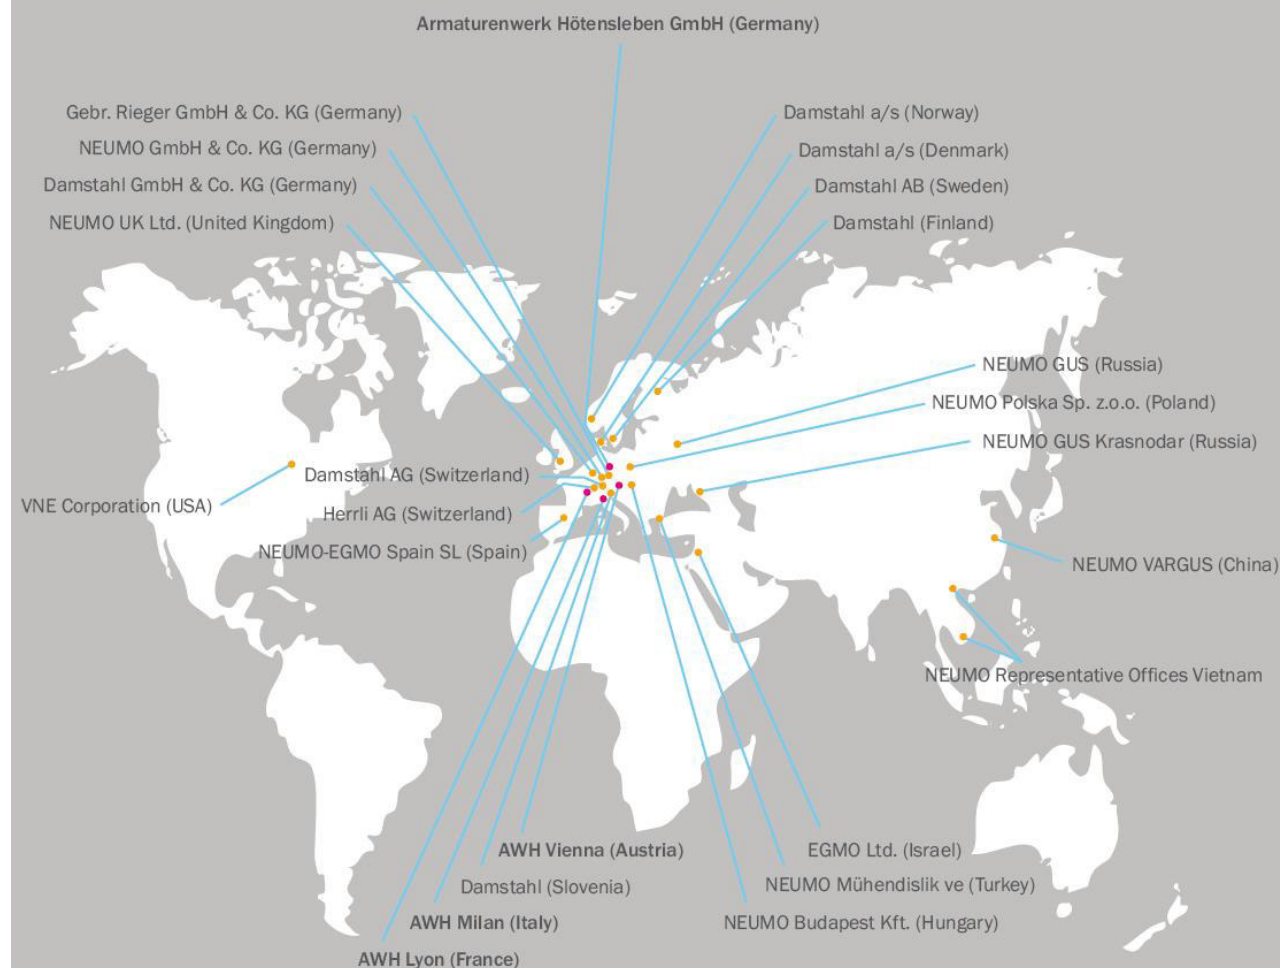 Armaturenwerk Hötensleben GmbH (Germany)
Gebr. Rieger GmbH & Co. KG (Germany)
NEUMO GmbH & Co. KG (Germany)
Damstahl GmbH & Co. KG (Germany)
NEUMO UK Ltd. (United Kingdom)
Damstahl a/s (Norway)
Damstahl a/s (Denmark)
Damstahl AB (Sweden)
Damstahl (Finland)
NEUMO GUS (Russia)
NEUMO Polska Sp. z.o.o. (Poland)
NEUMO GUS Krasnodar (Russia)
Damstahl AG (Switzerland)
VNE Corporation (USA)
Herrli AG (Switzerland)
NEUMO-EGMO Spain SL (Spain)
NEUMO VARGUS (China)
NEUMO Representative Offices Vietnam
AWH Vienna (Austria)
Damstahl (Slovenia)
AWH Milan (Italy)
AWH Lyon (France)
EGMO Ltd. (Israel)
NEUMO Mühendislik ve (Turkey)
NEUMO Budapest Kft. (Hungary)